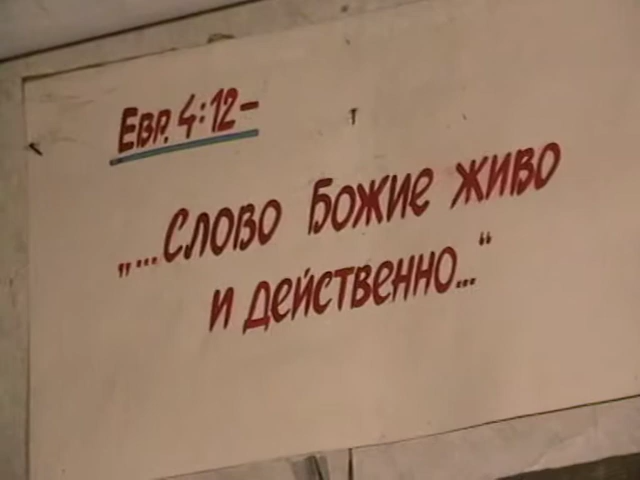 Евр. 4:12-
„...Слово Божие живо
и действенно..."